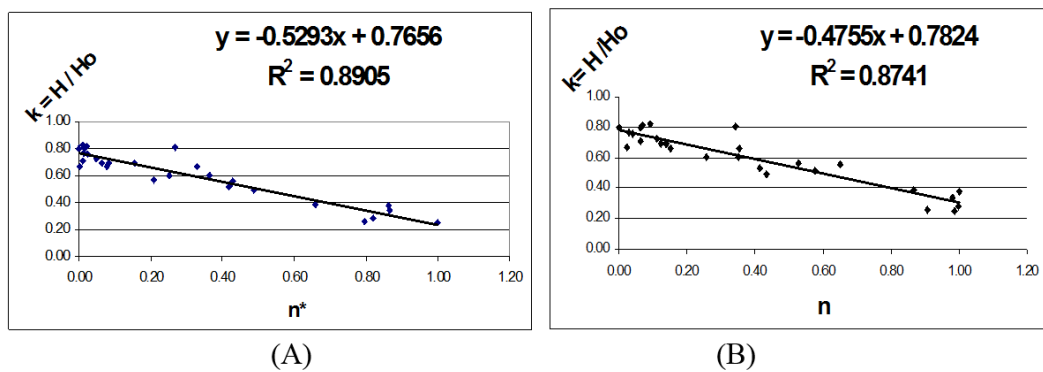 y = -0.5293x + 0.7656
R² = 0.8905
k = H / Ho
1.00
0.80
0.60
0.40
0.20
0.00
0.00 0.20 0.40 0.60 0.80 1.00 1.20
n*
(A)
y = -0.4755x + 0.7824
R² = 0.8741
k= H/Ho
1.00
0.80
0.60
0.40
0.20
0.00
0.00 0.20 0.40 0.60 0.80 1.00 1.20
n
(B)